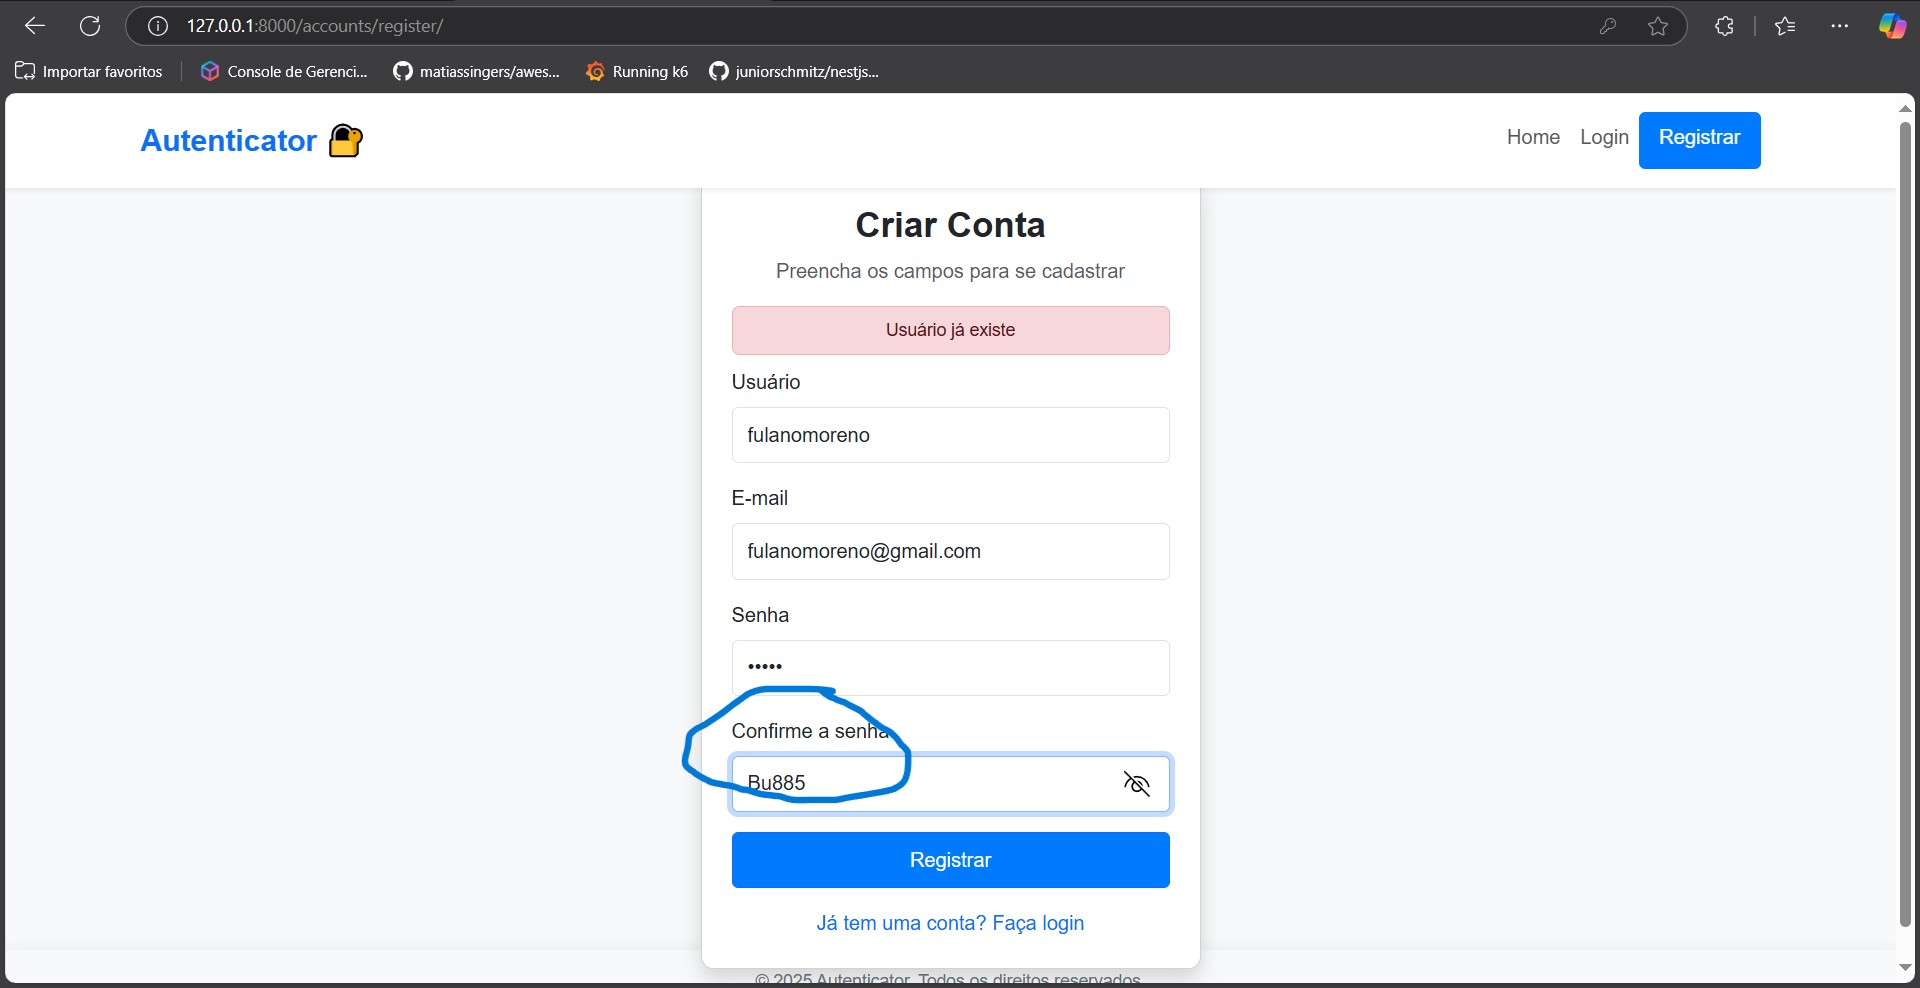 127.0.0.1:8000/accounts/register/
Importar favoritos
Console de Gerenci...
matiassingers/awes...
Running k6
juniorschmitz/nestjs...
Autenticator
Home
Login
Registrar
Criar Conta
Preencha os campos para se cadastrar
Usuário já existe
Usuário
fulanomoreno
E-mail
fulanomoreno@gmail.com
Senha
•••••
Confirme a senha
Bu885
Registrar
Já tem uma conta? Faça login
© 2025 Autenticator. Todos os direitos reservados.